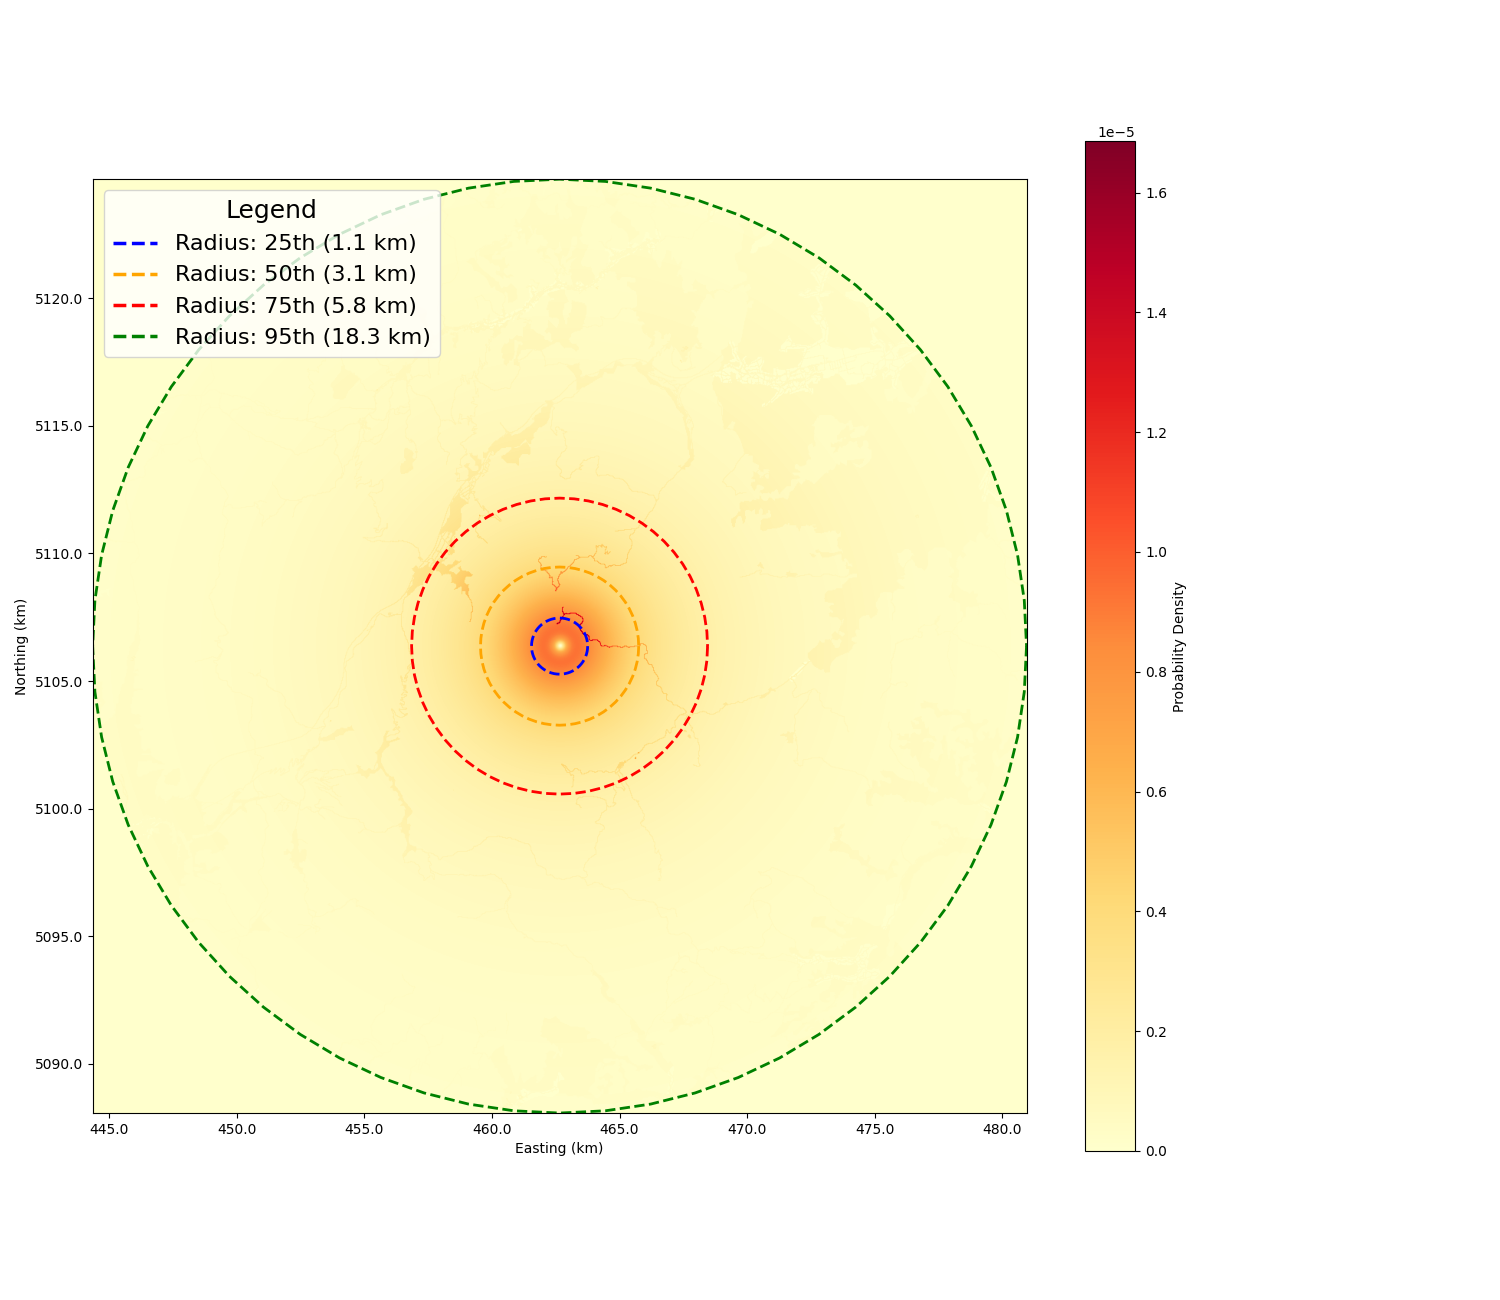 1e−5
Legend
Radius: 25th (1.1 km)
Radius: 50th (3.1 km)
Radius: 75th (5.8 km)
Radius: 95th (18.3 km)
5120.0
5115.0
5110.0
5105.0
5100.0
5095.0
5090.0
Northing (km)
445.0 450.0 455.0 460.0 465.0 470.0 475.0 480.0
Easting (km)
1.6
1.4
1.2
1.0
0.8
0.6
0.4
0.2
0.0
Probability Density